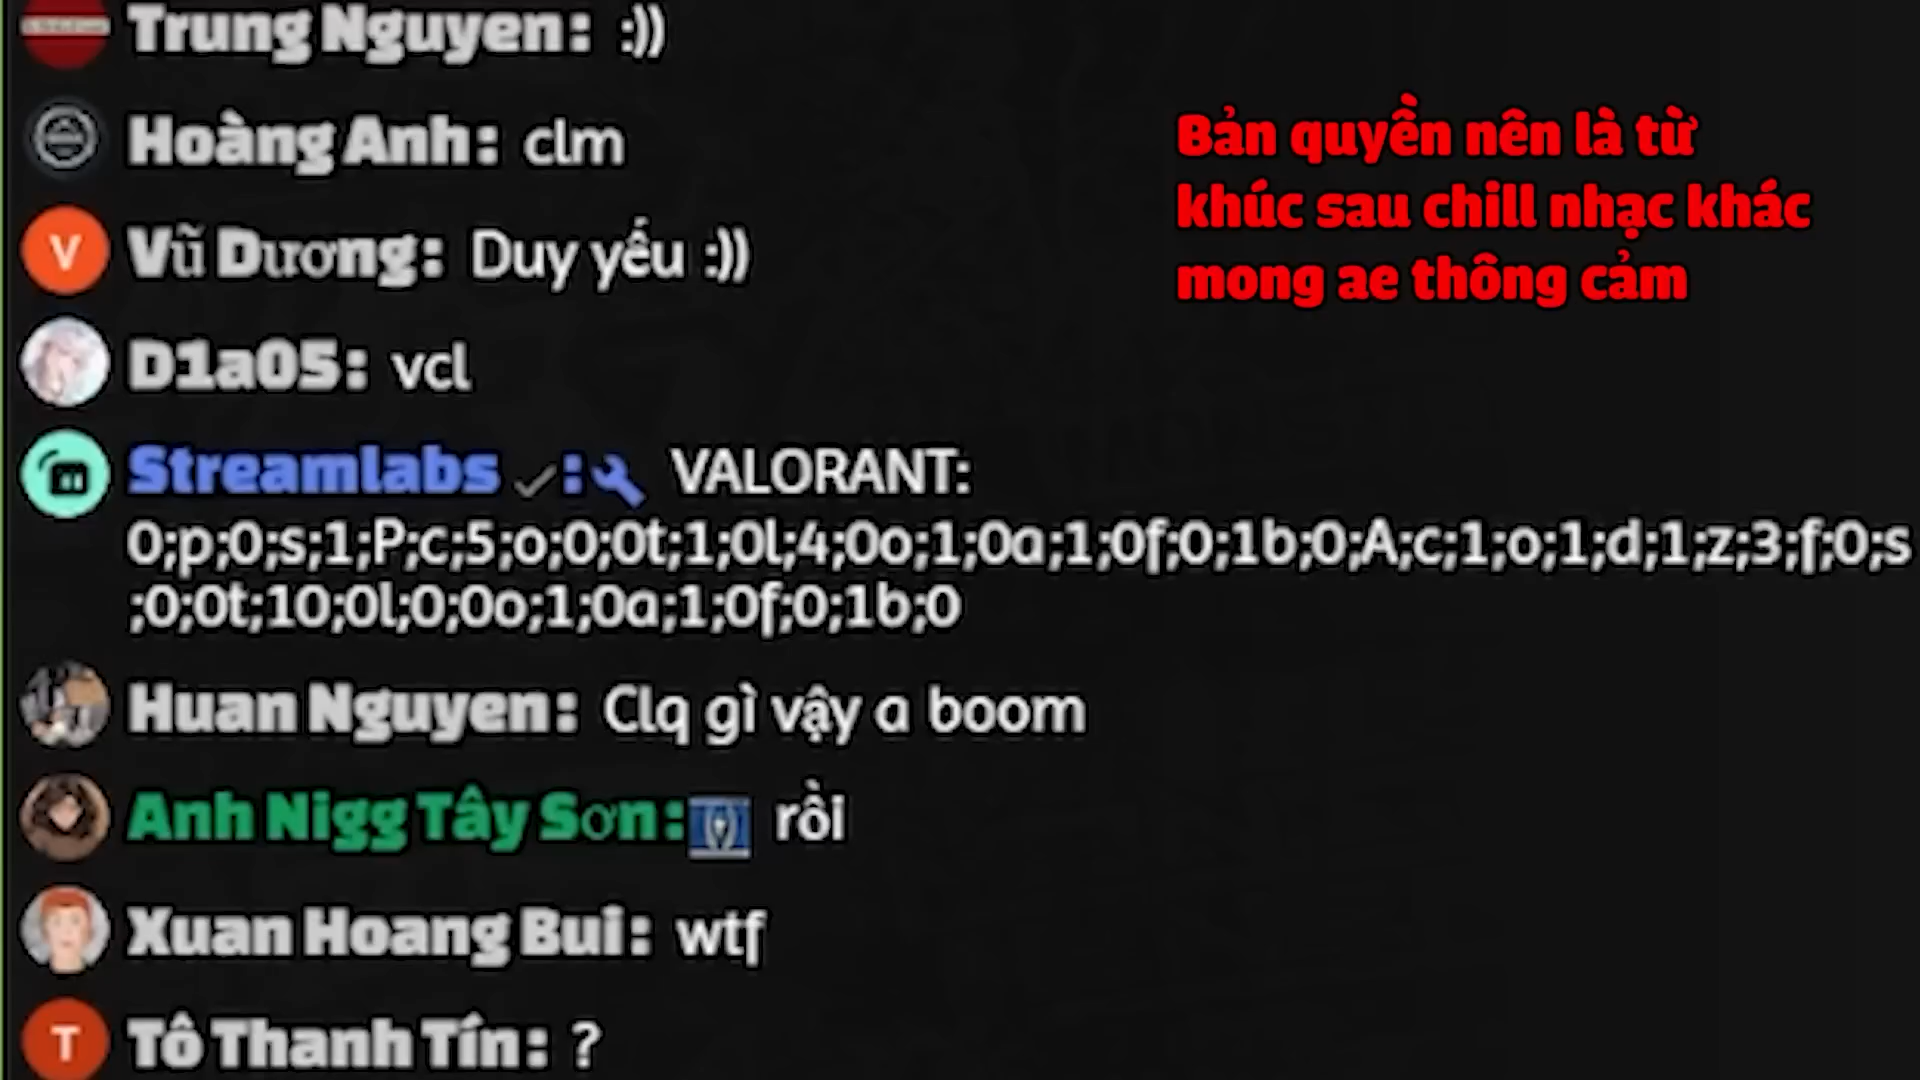 Trung Nguyen: :))
Hoàng Anh: clm
V
Vũ Dương: Duy yếu :))
D1a05: vcl
Streamlabs ✓: VALORANT:
0;p;0;s;1;P;c;5;o;0;0t;1;0l;4;0o;1;0a;1;0f;0;1b;0;A;c;1;o;1;d;1;z;3;f;0;s
;0;0t;10;0l;0;0o;1;0a;1;0f;0;1b;0
Huan Nguyen: Clq gì vậy a boom
Anh Nigg Tây Sơn: rồi
Xuan Hoang Bui: wtf
T
Tô Thanh Tín: ?
Bản quyền nên là từ
khúc sau chill nhạc khác
mong ae thông cảm